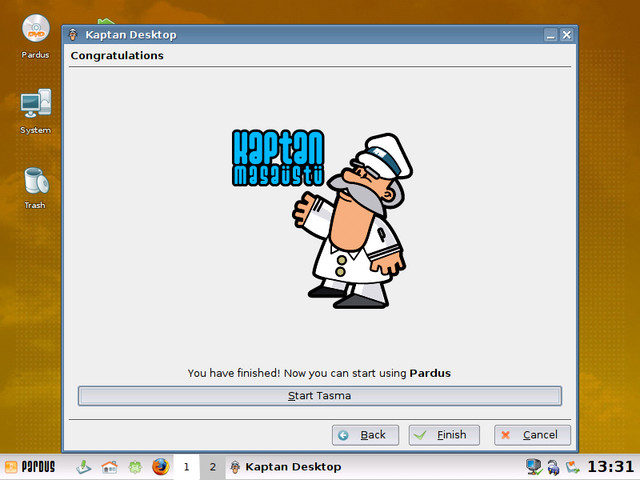 Kaptan Desktop
Congratulations
DVD
Pardus
System
Trash
Kaptan
masaüstü
You have finished! Now you can start using Pardus
Start Tasma
Back
Finish
Cancel
PARDUS
1
2
Kaptan Desktop
13:31